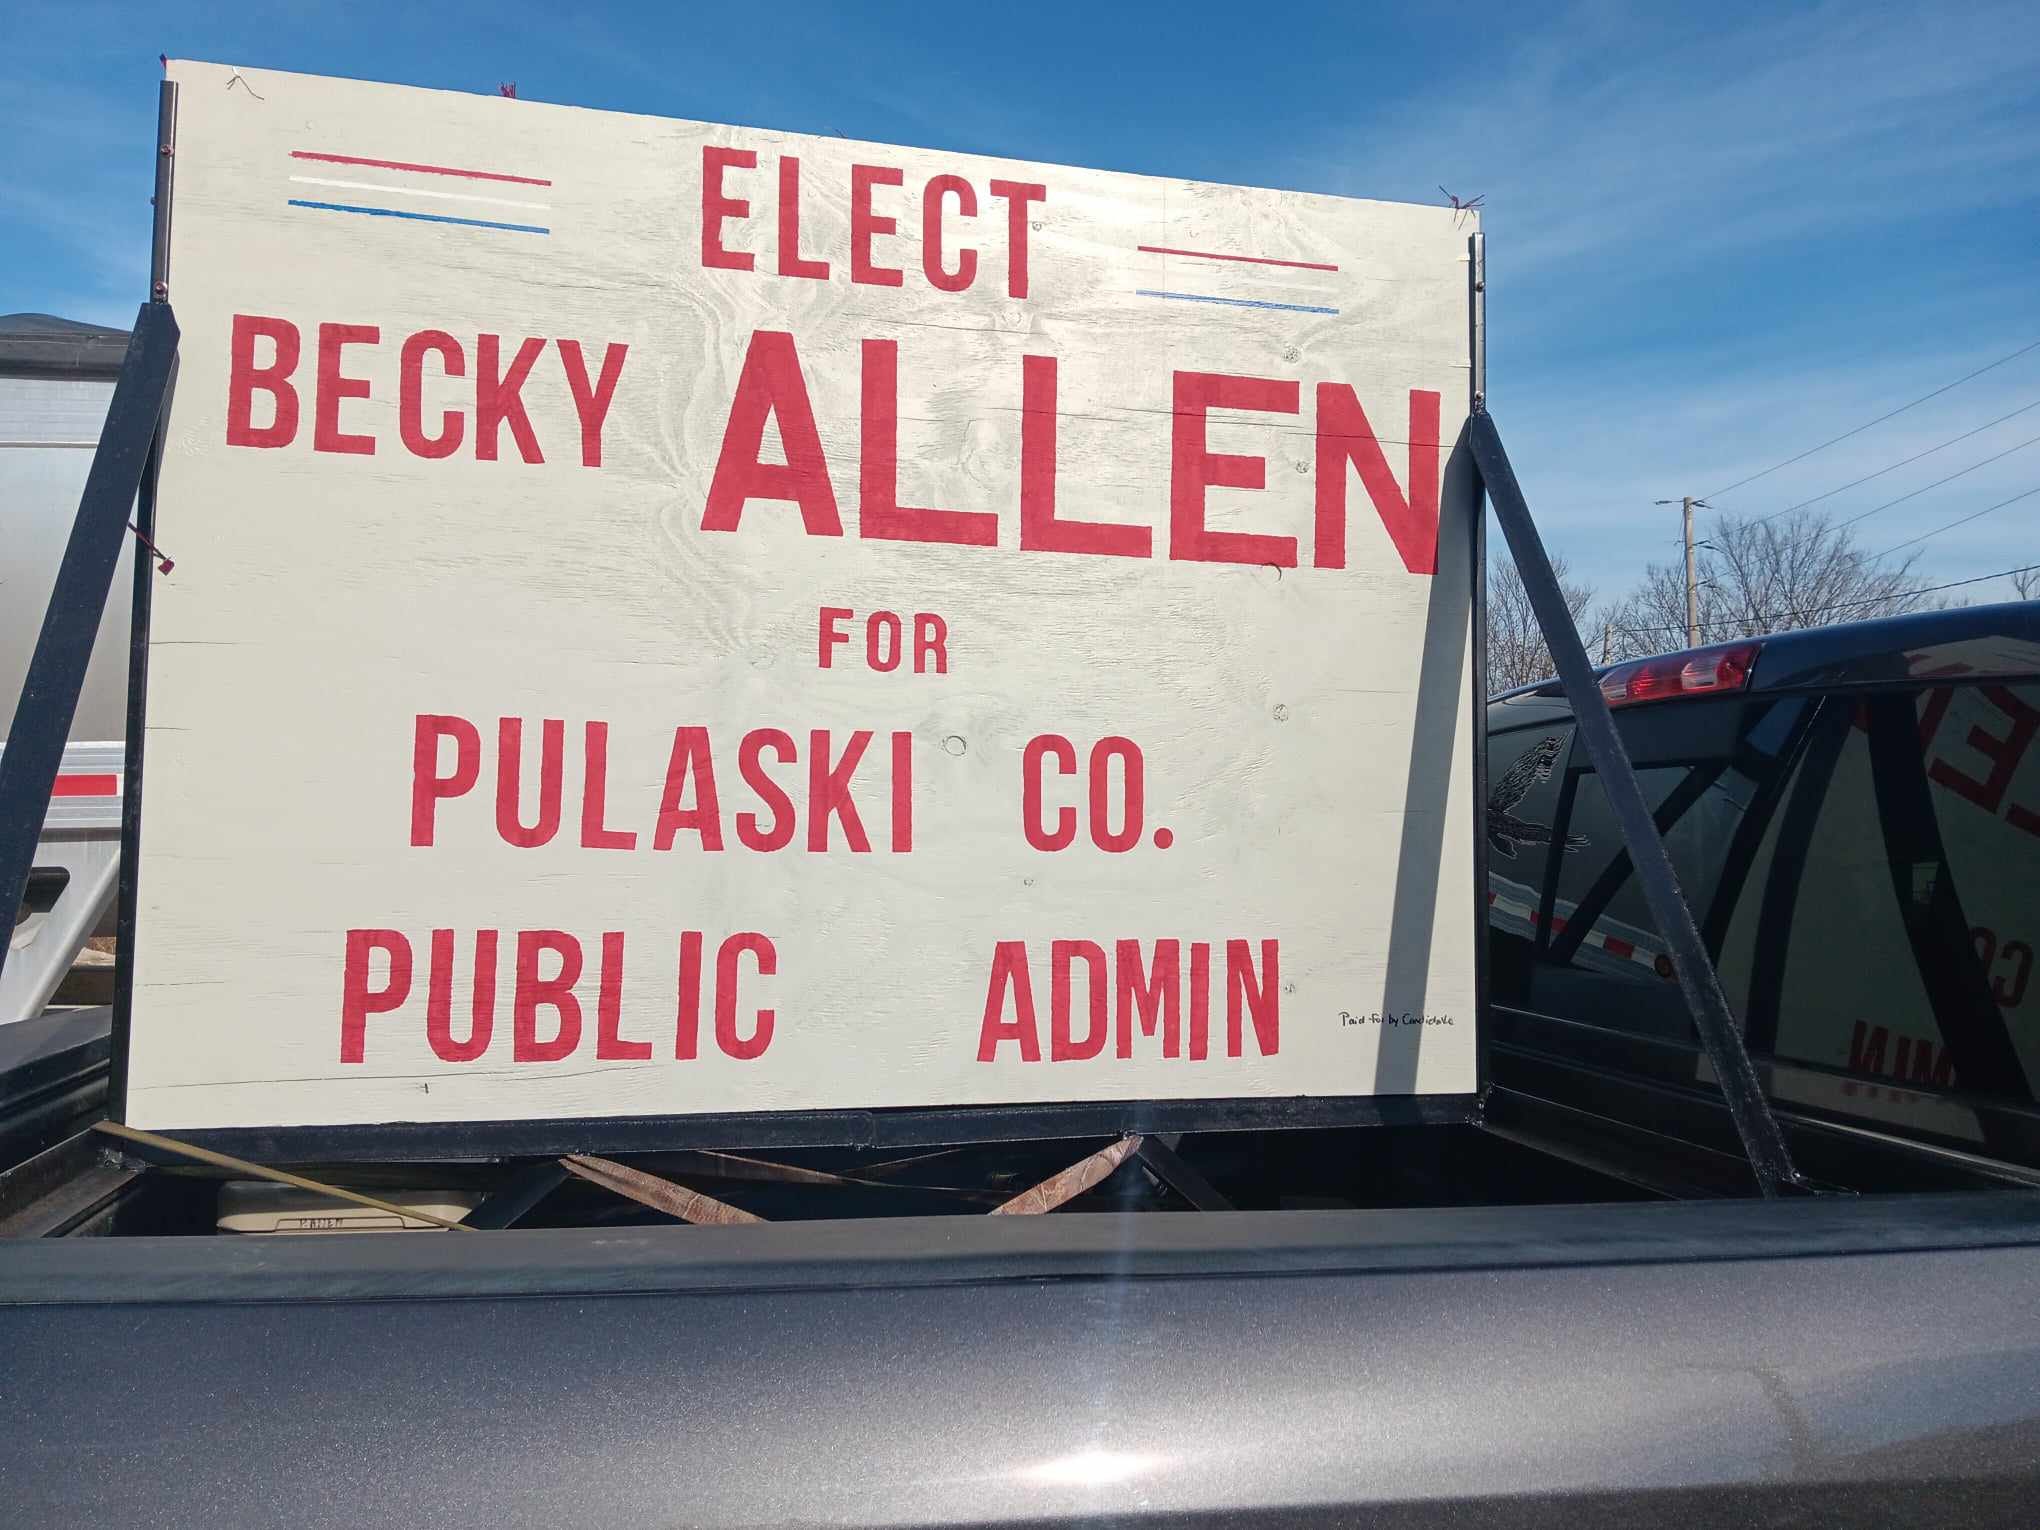 ELECT
BECKY ALLEN
FOR
PULASKI CO.
PUBLIC ADMIN
Paid for by Candidate